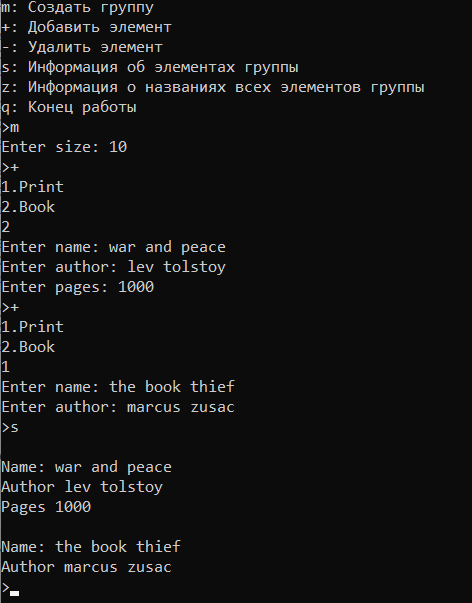 m: Создать группу
+: Добавить элемент
-: Удалить элемент
s: Информация об элементах группы
z: Информация о названиях всех элементов группы
q: Конец работы
>m
Enter size: 10
>+
1.Print
2.Book
2
Enter name: war and peace
Enter author: lev tolstoy
Enter pages: 1000
>+
1.Print
2.Book
1
Enter name: the book thief
Enter author: marcus zusac
>s
Name: war and peace
Author lev tolstoy
Pages 1000
Name: the book thief
Author marcus zusac
>_